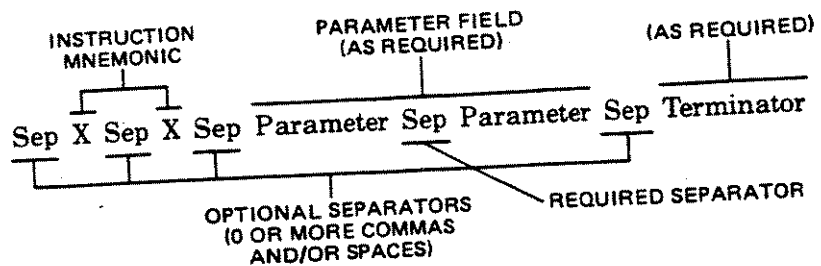 INSTRUCTION
MNEMONIC
PARAMETER FIELD
(AS REQUIRED)
(AS REQUIRED)
Sep X Sep X Sep Parameter Sep Parameter Sep Terminator
OPTIONAL SEPARATORS
(0 OR MORE COMMAS
AND/OR SPACES)
REQUIRED SEPARATOR